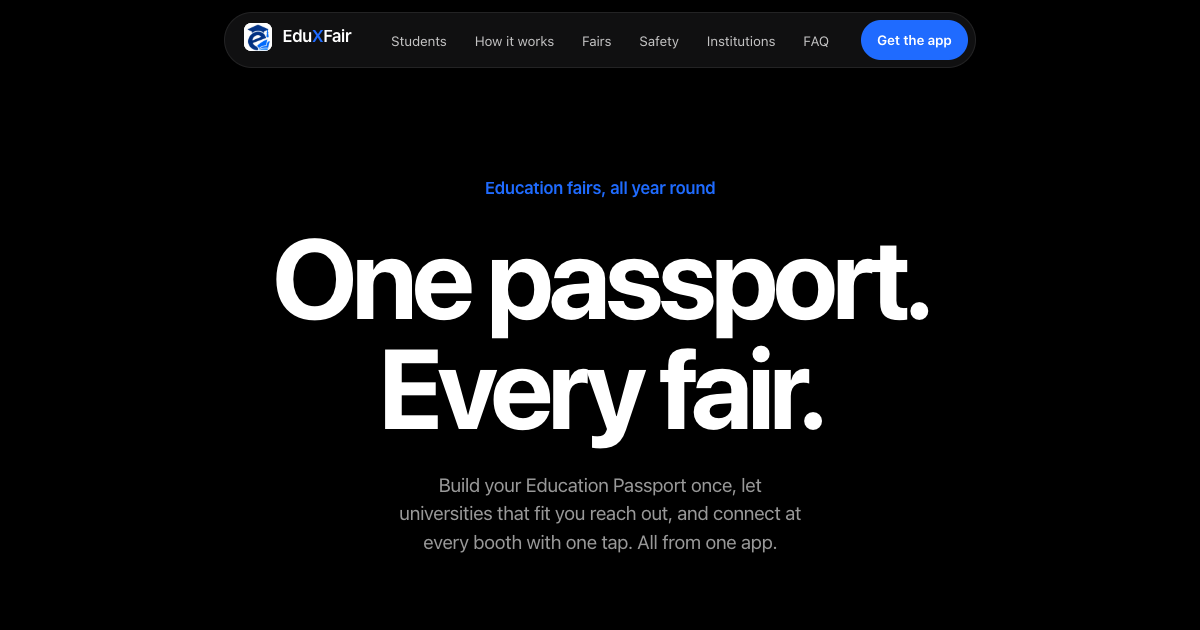 EduXFair
Students
How it works
Fairs
Safety
Institutions
FAQ
Get the app
Education fairs, all year round
One passport.
Every fair.
Build your Education Passport once, let
universities that fit you reach out, and connect at
every booth with one tap. All from one app.